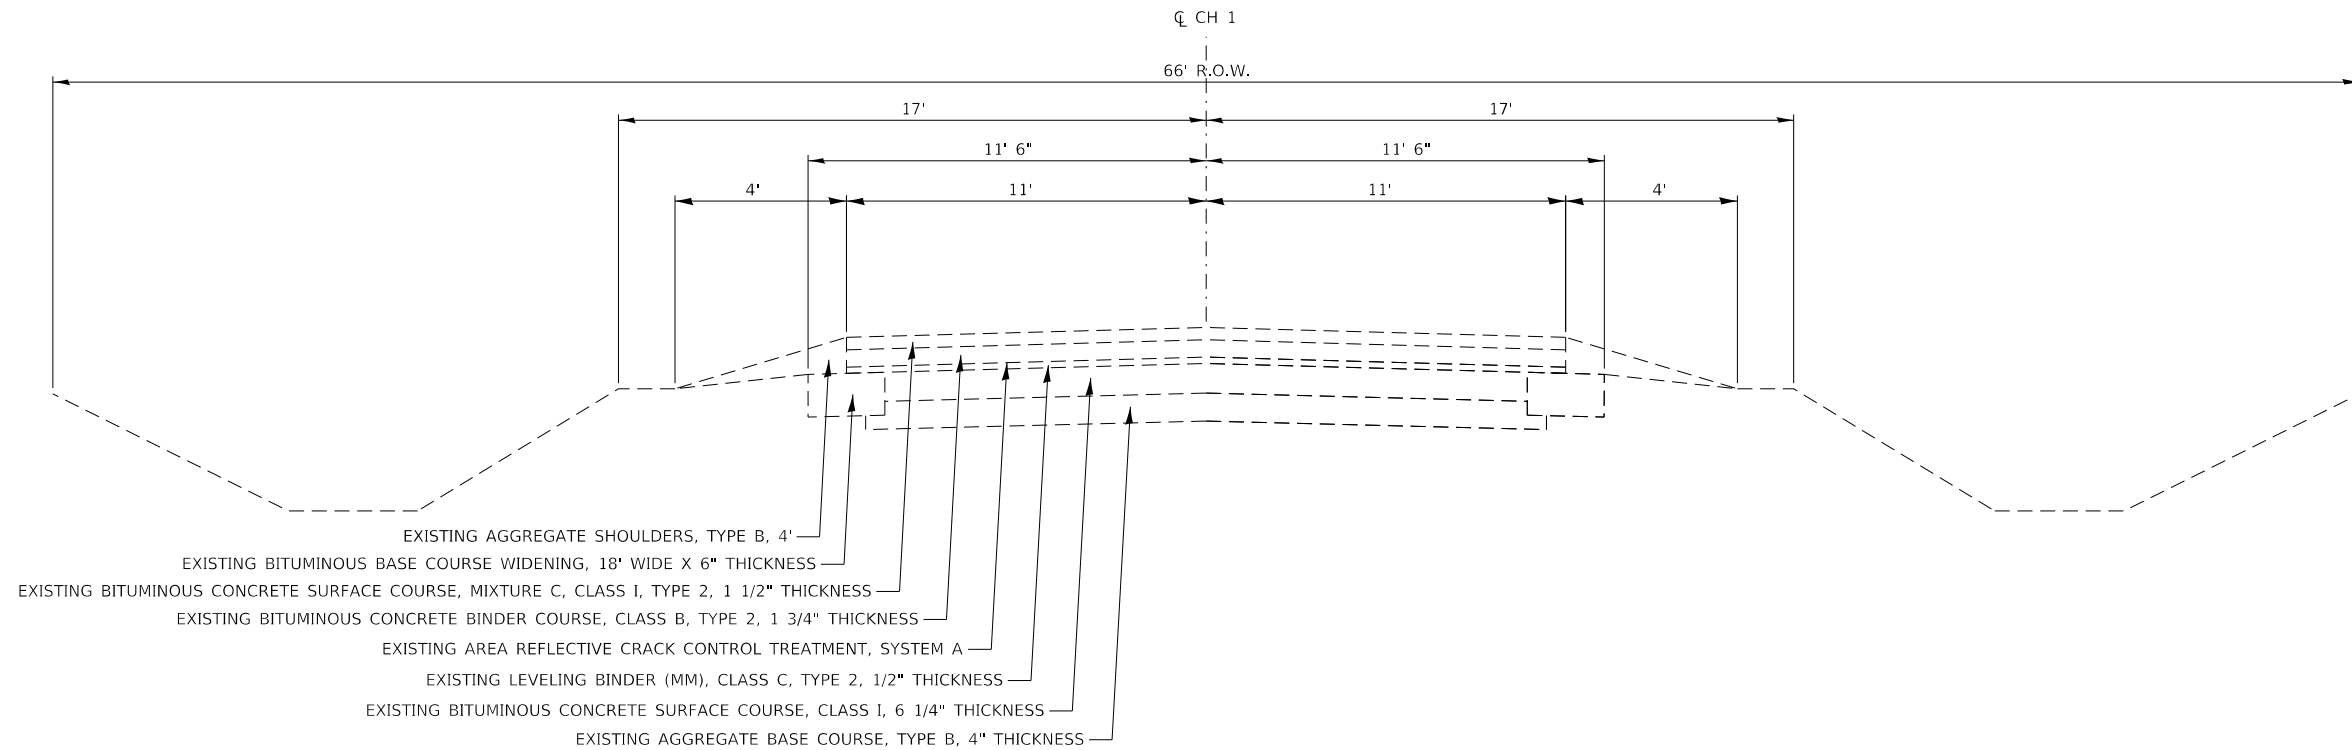 ℄ CH 1
66' R.O.W.
17' 17'
11' 6" 11' 6"
4' 11' 11' 4'
EXISTING AGGREGATE SHOULDERS, TYPE B, 4'
EXISTING BITUMINOUS BASE COURSE WIDENING, 18' WIDE X 6" THICKNESS
EXISTING BITUMINOUS CONCRETE SURFACE COURSE, MIXTURE C, CLASS I, TYPE 2, 1 1/2" THICKNESS
EXISTING BITUMINOUS CONCRETE BINDER COURSE, CLASS B, TYPE 2, 1 3/4" THICKNESS
EXISTING AREA REFLECTIVE CRACK CONTROL TREATMENT, SYSTEM A
EXISTING LEVELING BINDER (MM), CLASS C, TYPE 2, 1/2" THICKNESS
EXISTING BITUMINOUS CONCRETE SURFACE COURSE, CLASS I, 6 1/4" THICKNESS
EXISTING AGGREGATE BASE COURSE, TYPE B, 4" THICKNESS